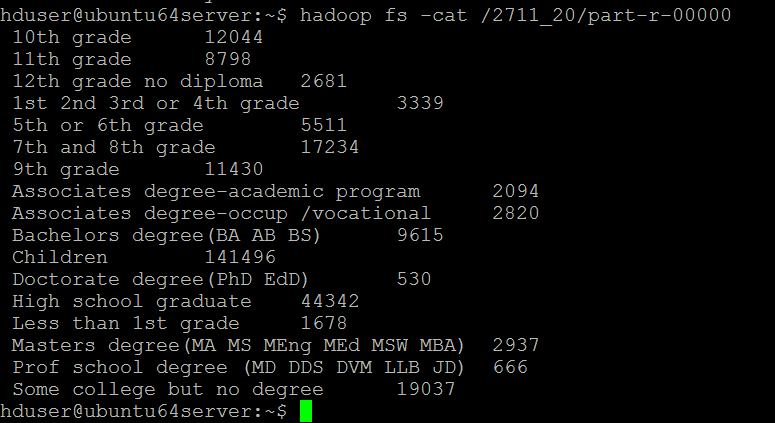 hduser@ubuntu64server:~$ hadoop fs -cat /2711_20/part-r-00000
10th grade 12044
11th grade 8798
12th grade no diploma 2681
1st 2nd 3rd or 4th grade 3339
5th or 6th grade 5511
7th and 8th grade 17234
9th grade 11430
Associates degree-academic program 2094
Associates degree-occup /vocational 2820
Bachelors degree(BA AB BS) 9615
Children 141496
Doctorate degree(PhD EdD) 530
High school graduate 44342
Less than 1st grade 1678
Masters degree(MA MS MEng MEd MSW MBA) 2937
Prof school degree (MD DDS DVM LLB JD) 666
Some college but no degree 19037
hduser@ubuntu64server:~$